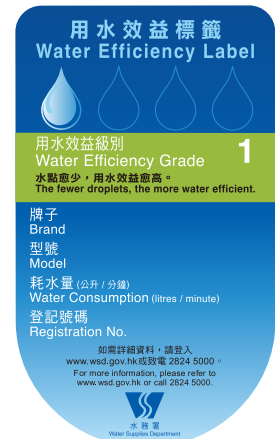 用水效益標籤
Water Efficiency Label
用水效益級別
Water Efficiency Grade 1
水點愈少，用水效益愈高。
The fewer droplets, the more water efficient.
牌子
Brand
型號
Model
耗水量 (公升 / 分鐘)
Water Consumption (litres / minute)
登記號碼
Registration No.
如需詳細資料，請登入
www.wsd.gov.hk或致電 2824 5000。
For more information, please refer to
www.wsd.gov.hk or call 2824 5000.
水務署
Water Supplies Department